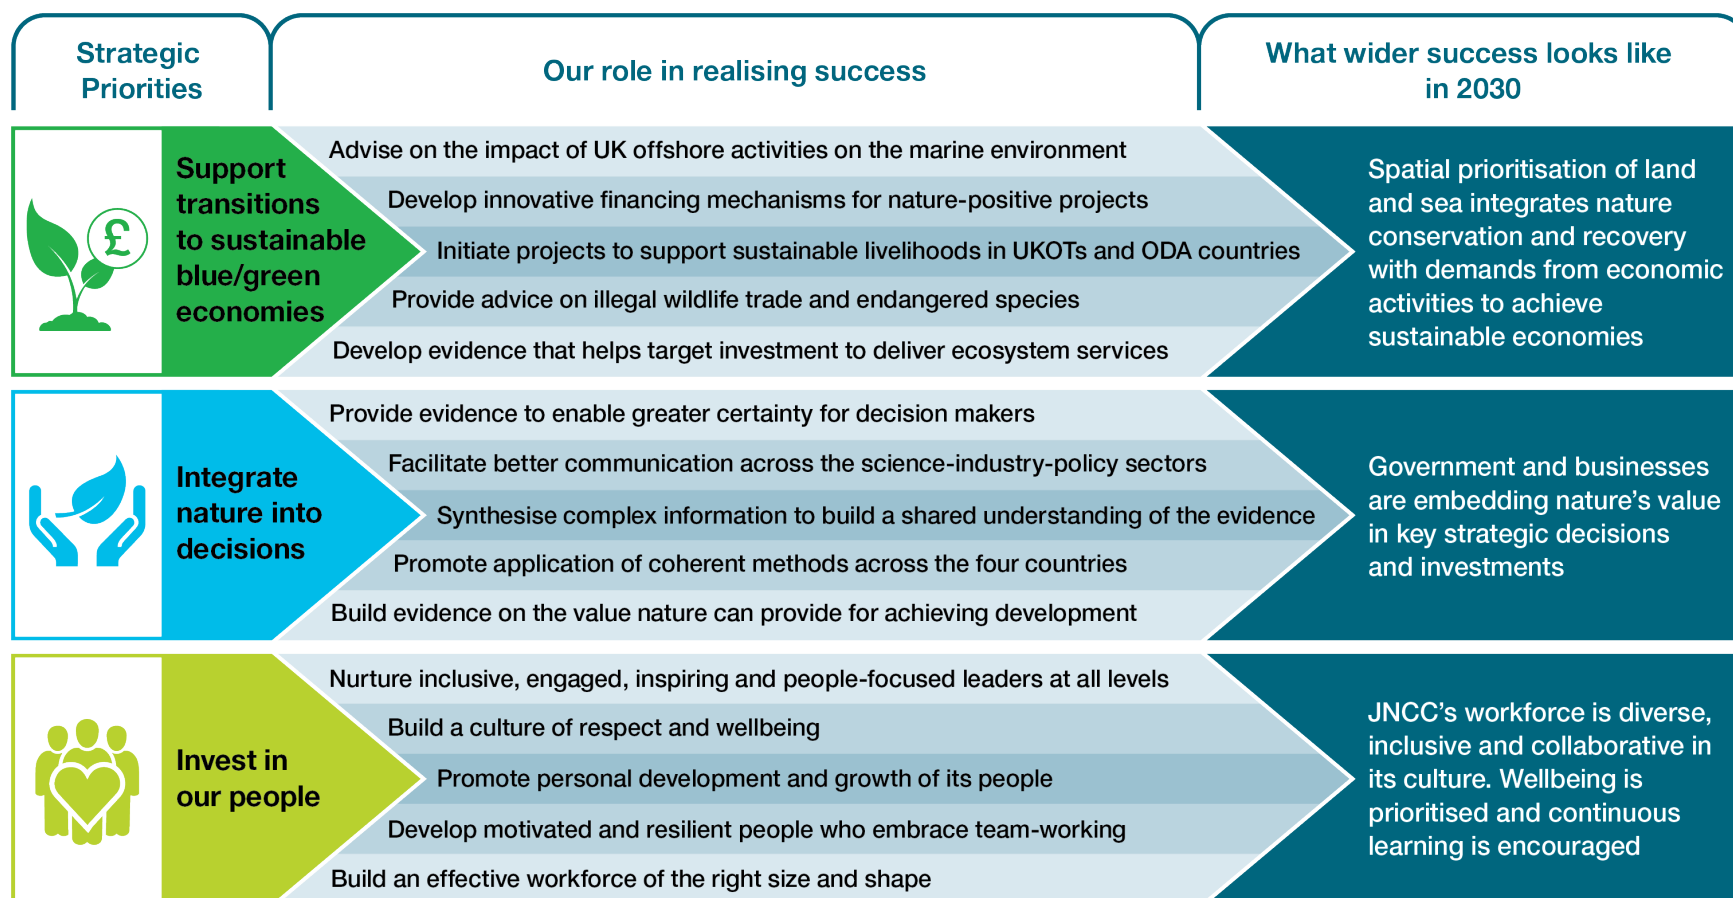 Strategic
Priorities
Our role in realising success
What wider success looks like
in 2030
£
Support
transitions
to sustainable
blue/green
economies
Advise on the impact of UK offshore activities on the marine environment
Develop innovative financing mechanisms for nature-positive projects
Initiate projects to support sustainable livelihoods in UKOTs and ODA countries
Provide advice on illegal wildlife trade and endangered species
Develop evidence that helps target investment to deliver ecosystem services
Spatial prioritisation of land
and sea integrates nature
conservation and recovery
with demands from economic
activities to achieve
sustainable economies
Integrate
nature into
decisions
Provide evidence to enable greater certainty for decision makers
Facilitate better communication across the science-industry-policy sectors
Synthesise complex information to build a shared understanding of the evidence
Promote application of coherent methods across the four countries
Build evidence on the value nature can provide for achieving development
Government and businesses
are embedding nature’s value
in key strategic decisions
and investments
Invest in
our people
Nurture inclusive, engaged, inspiring and people-focused leaders at all levels
Build a culture of respect and wellbeing
Promote personal development and growth of its people
Develop motivated and resilient people who embrace team-working
Build an effective workforce of the right size and shape
JNCC’s workforce is diverse,
inclusive and collaborative in
its culture. Wellbeing is
prioritised and continuous
learning is encouraged